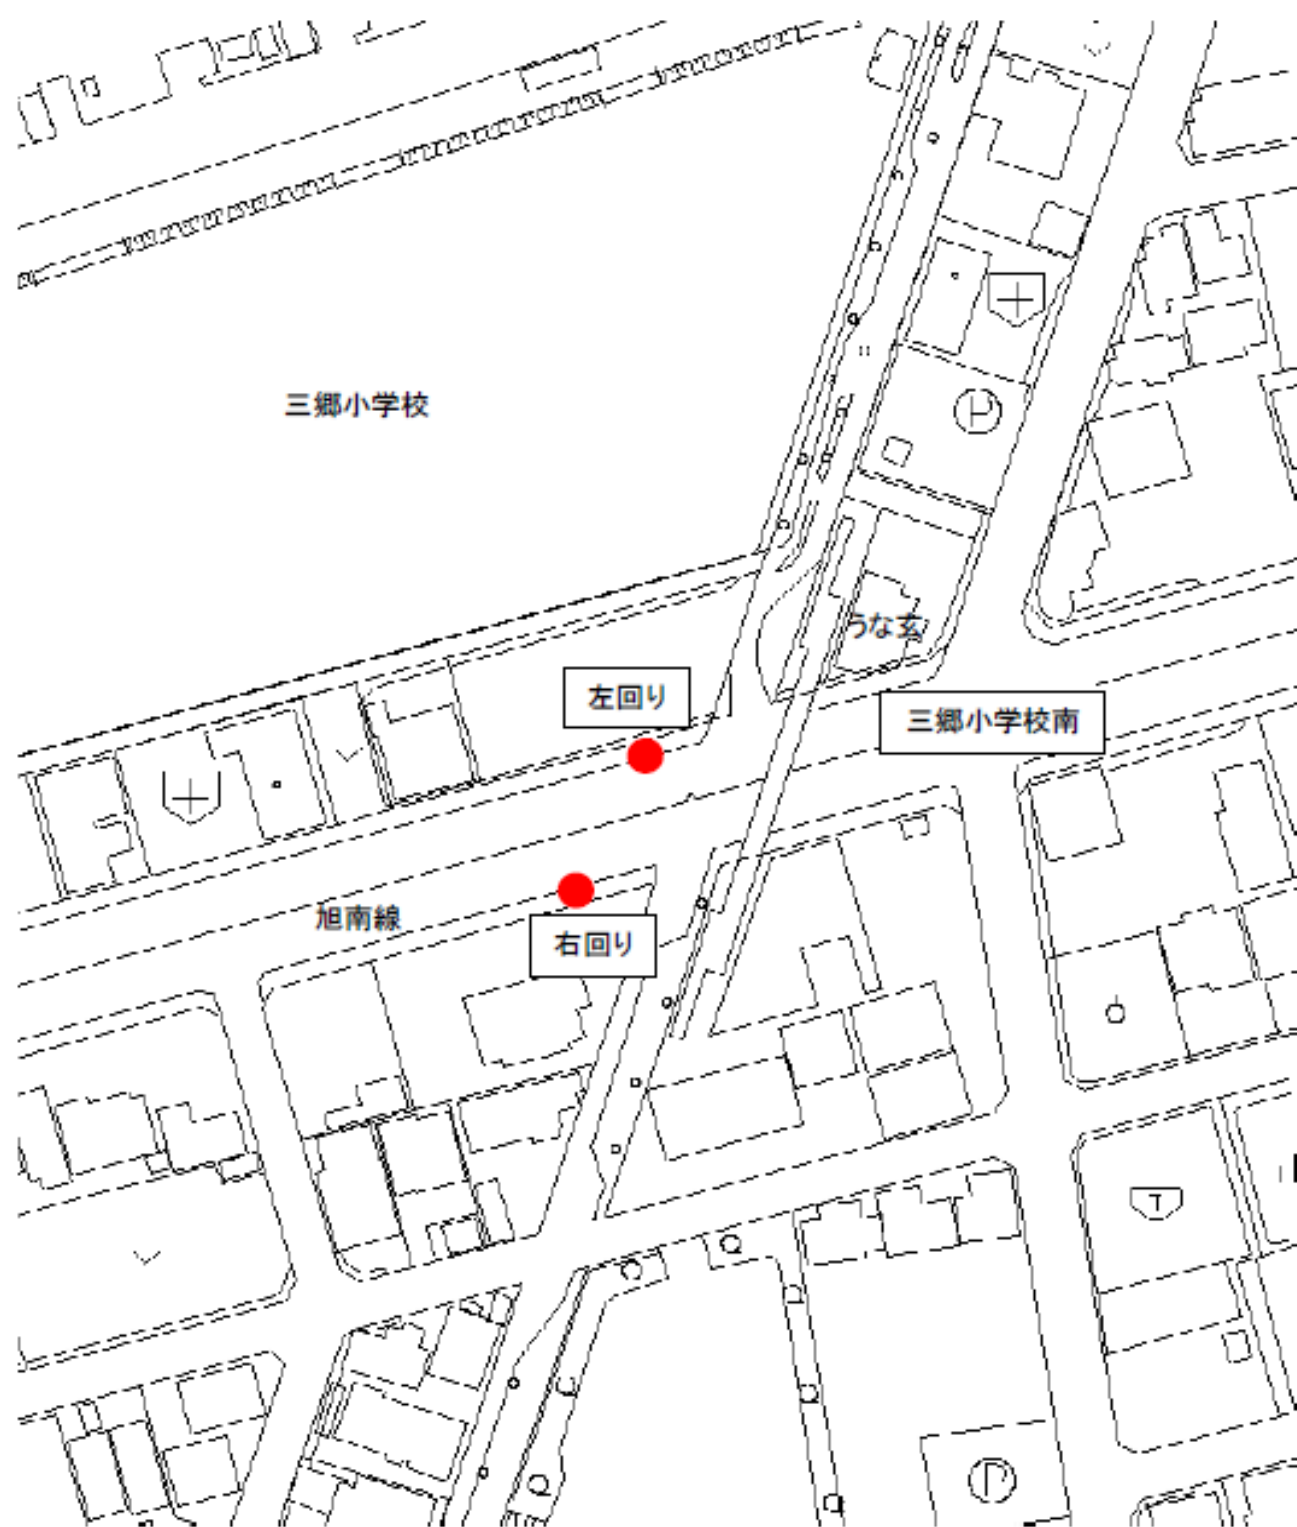 三郷小学校
うな玄
左回り
三郷小学校南
旭南線
右回り